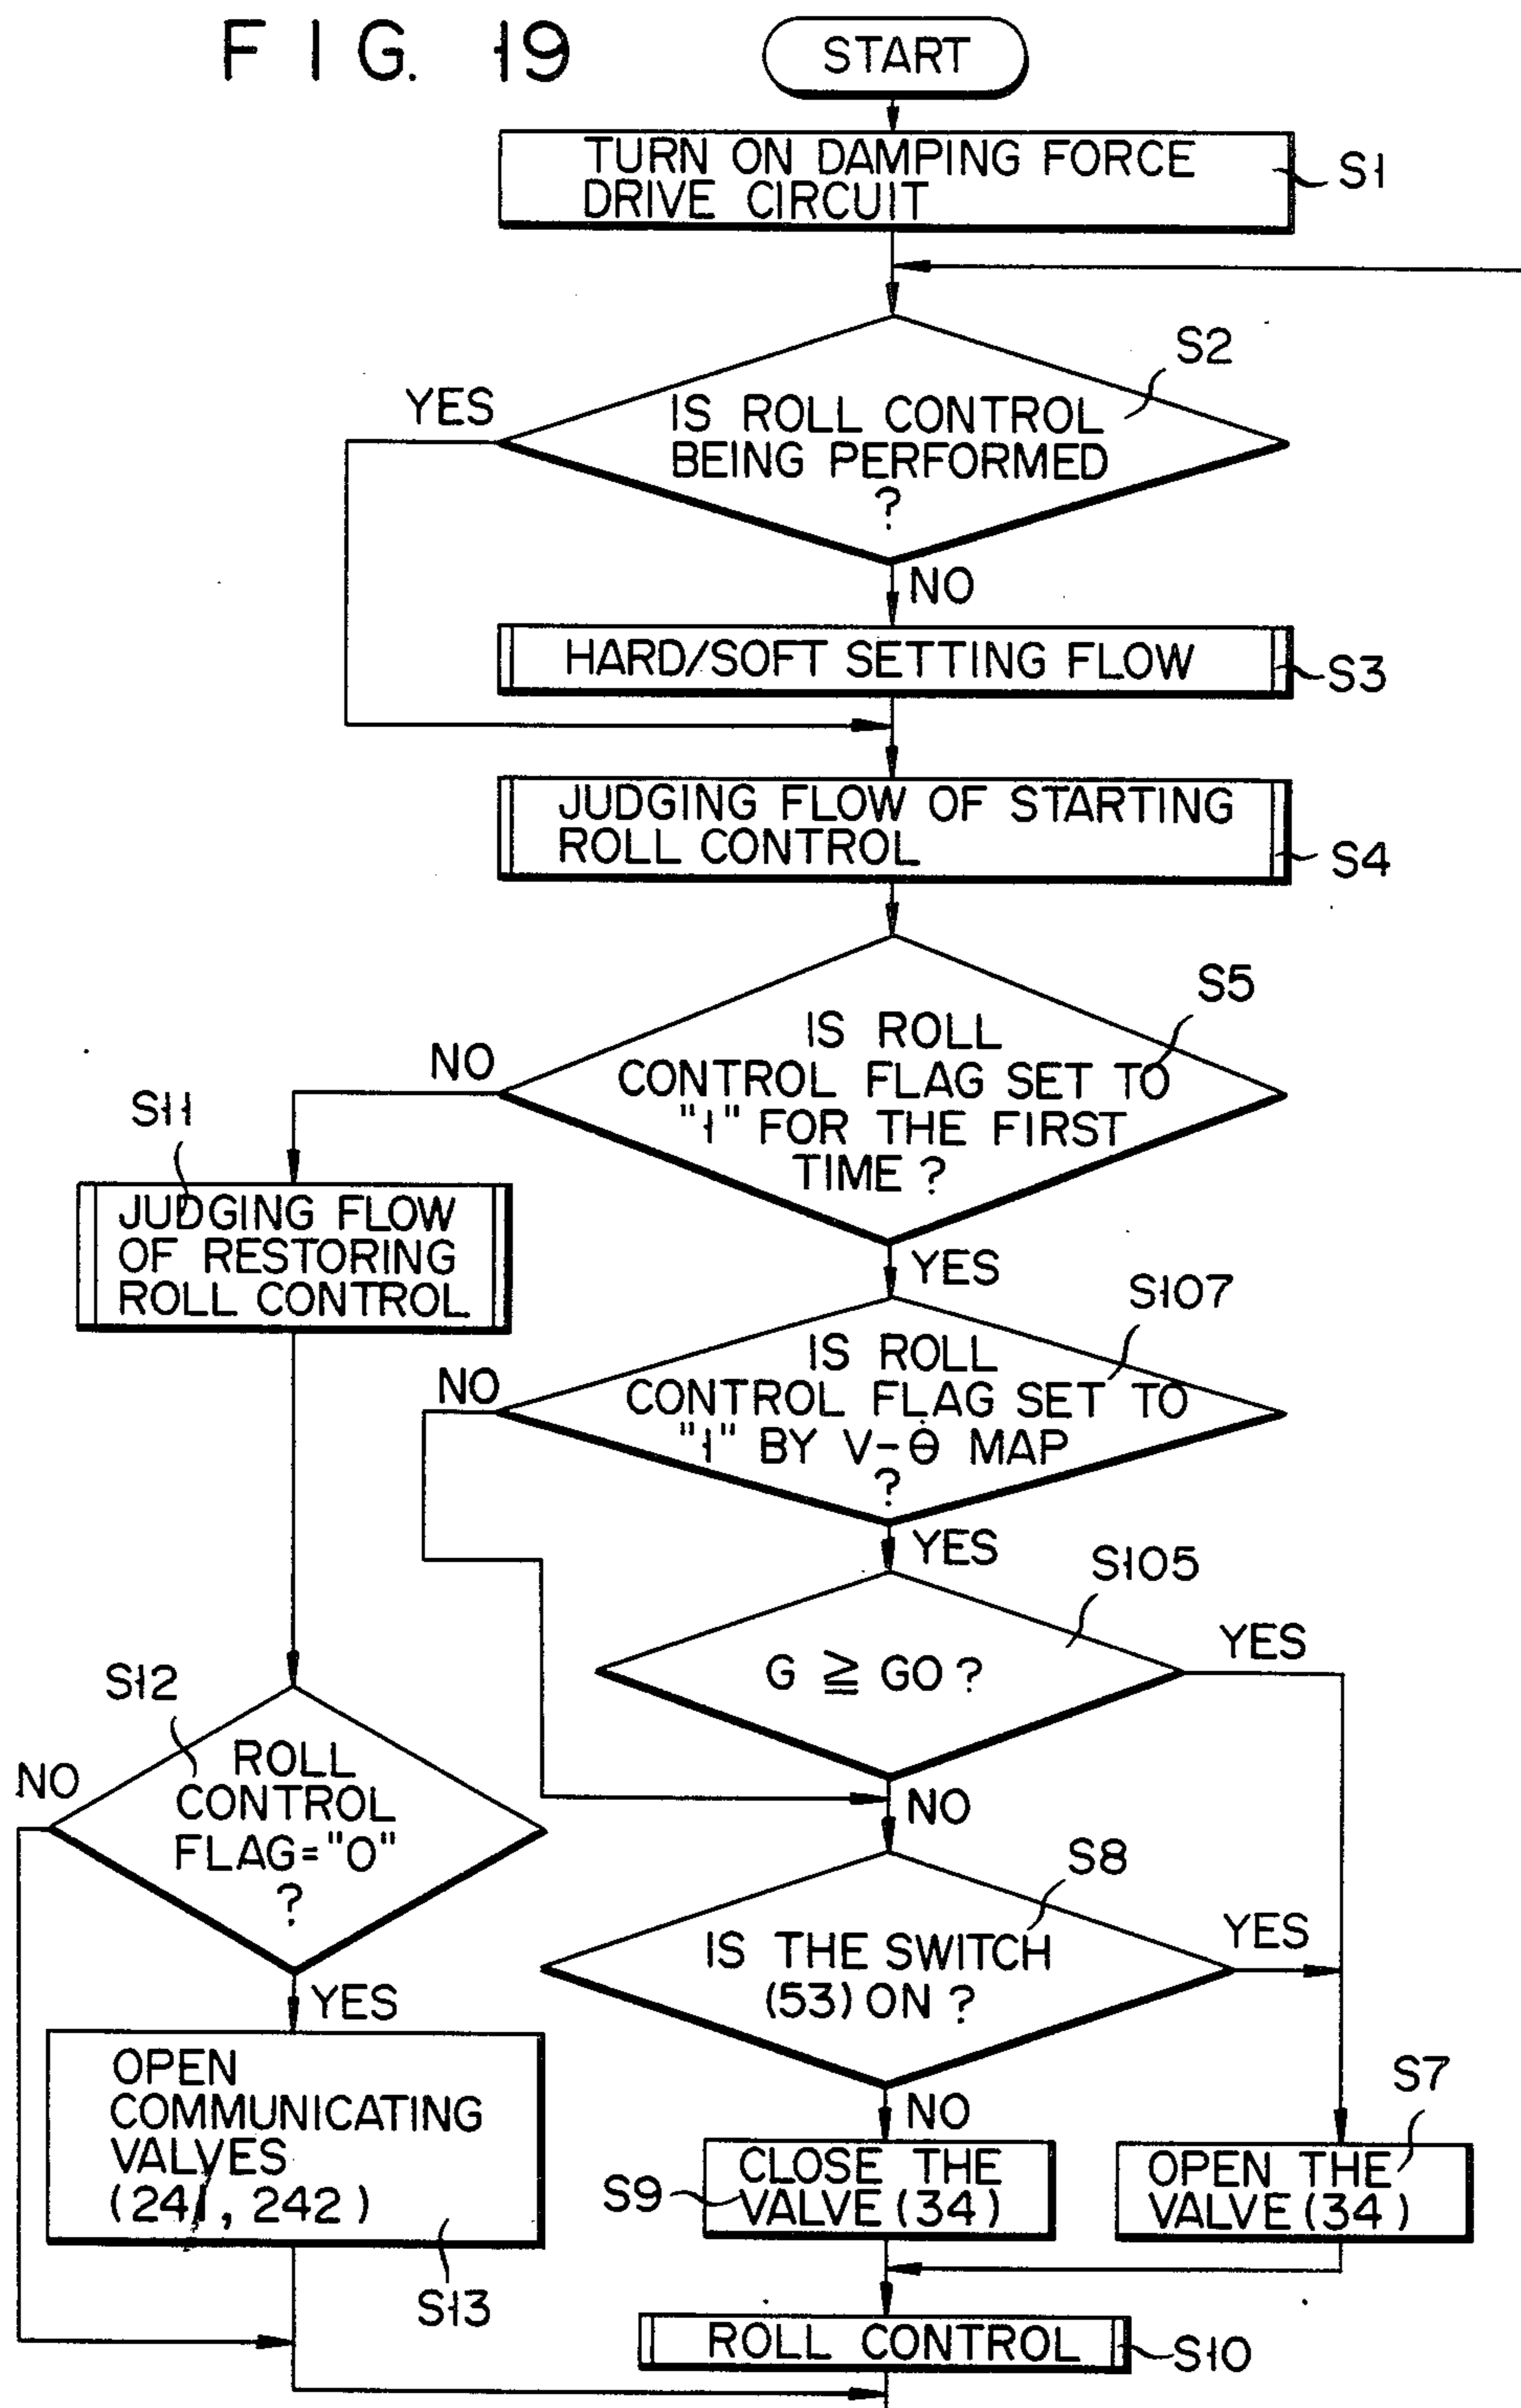 FIG. 19
START
TURN ON DAMPING FORCE
DRIVE CIRCUIT
S1
S2
YES
IS ROLL CONTROL
BEING PERFORMED
?
NO
HARD/SOFT SETTING FLOW
S3
JUDGING FLOW OF STARTING
ROLL CONTROL
S4
S5
NO
IS ROLL
CONTROL FLAG SET TO
"1" FOR THE FIRST
TIME ?
S11
JUDGING FLOW
OF RESTORING
ROLL CONTROL
YES
S107
NO
IS ROLL
CONTROL FLAG SET TO
"1" BY V-θ̇ MAP
?
YES
S105
YES
G ≧ GO ?
S12
NO
ROLL
CONTROL
FLAG="0"
?
NO
S8
YES
IS THE SWITCH
(53) ON ?
YES
OPEN
COMMUNICATING
VALVES
(241, 242)
S13
NO
S7
S9
CLOSE THE
VALVE (34)
OPEN THE
VALVE (34)
ROLL CONTROL
S10